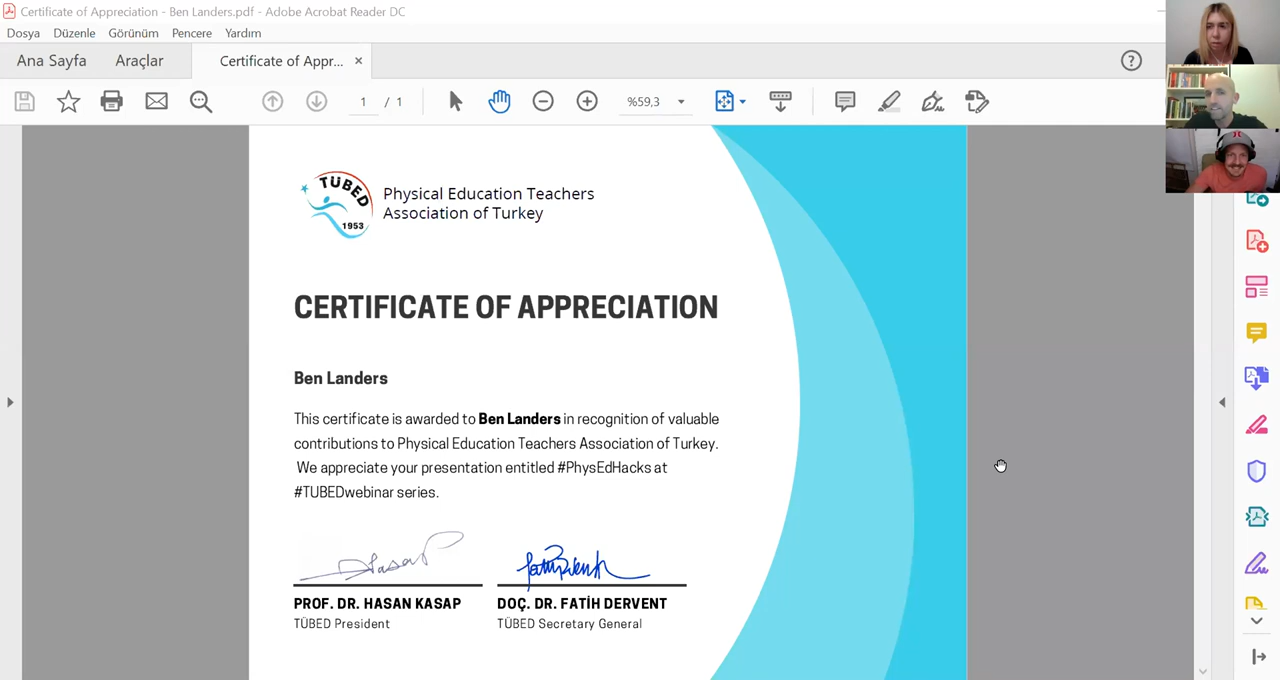 Certificate of Appreciation - Ben Landers.pdf - Adobe Acrobat Reader DC
Dosya Düzenle Görünüm Pencere Yardım
Ana Sayfa Araçlar Certificate of Appr... ×
1 / 1 %59,3
TÜBED
1953
Physical Education Teachers
Association of Turkey
CERTIFICATE OF APPRECIATION
Ben Landers
This certificate is awarded to Ben Landers in recognition of valuable
contributions to Physical Education Teachers Association of Turkey.
We appreciate your presentation entitled #PhysEdHacks at
#TUBEDwebinar series.
PROF. DR. HASAN KASAP
TÜBED President
DOÇ. DR. FATİH DERVENT
TÜBED Secretary General